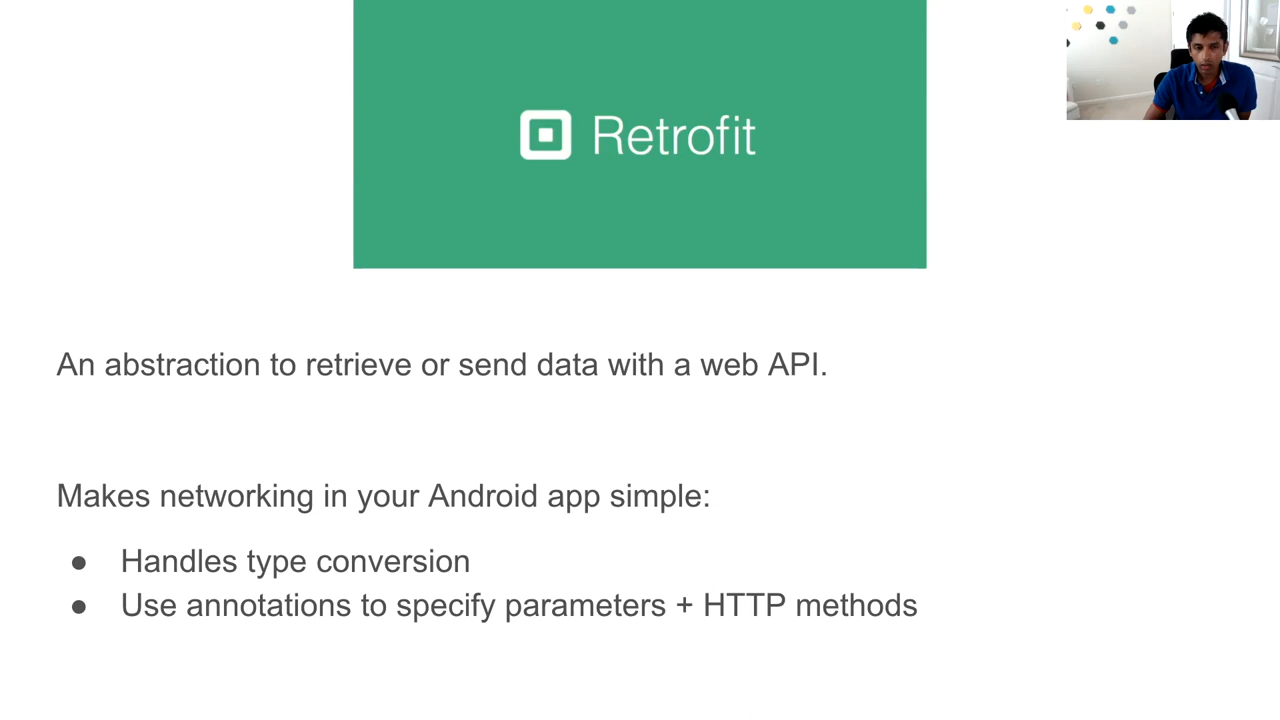 Retrofit
An abstraction to retrieve or send data with a web API.
Makes networking in your Android app simple:
● Handles type conversion
● Use annotations to specify parameters + HTTP methods